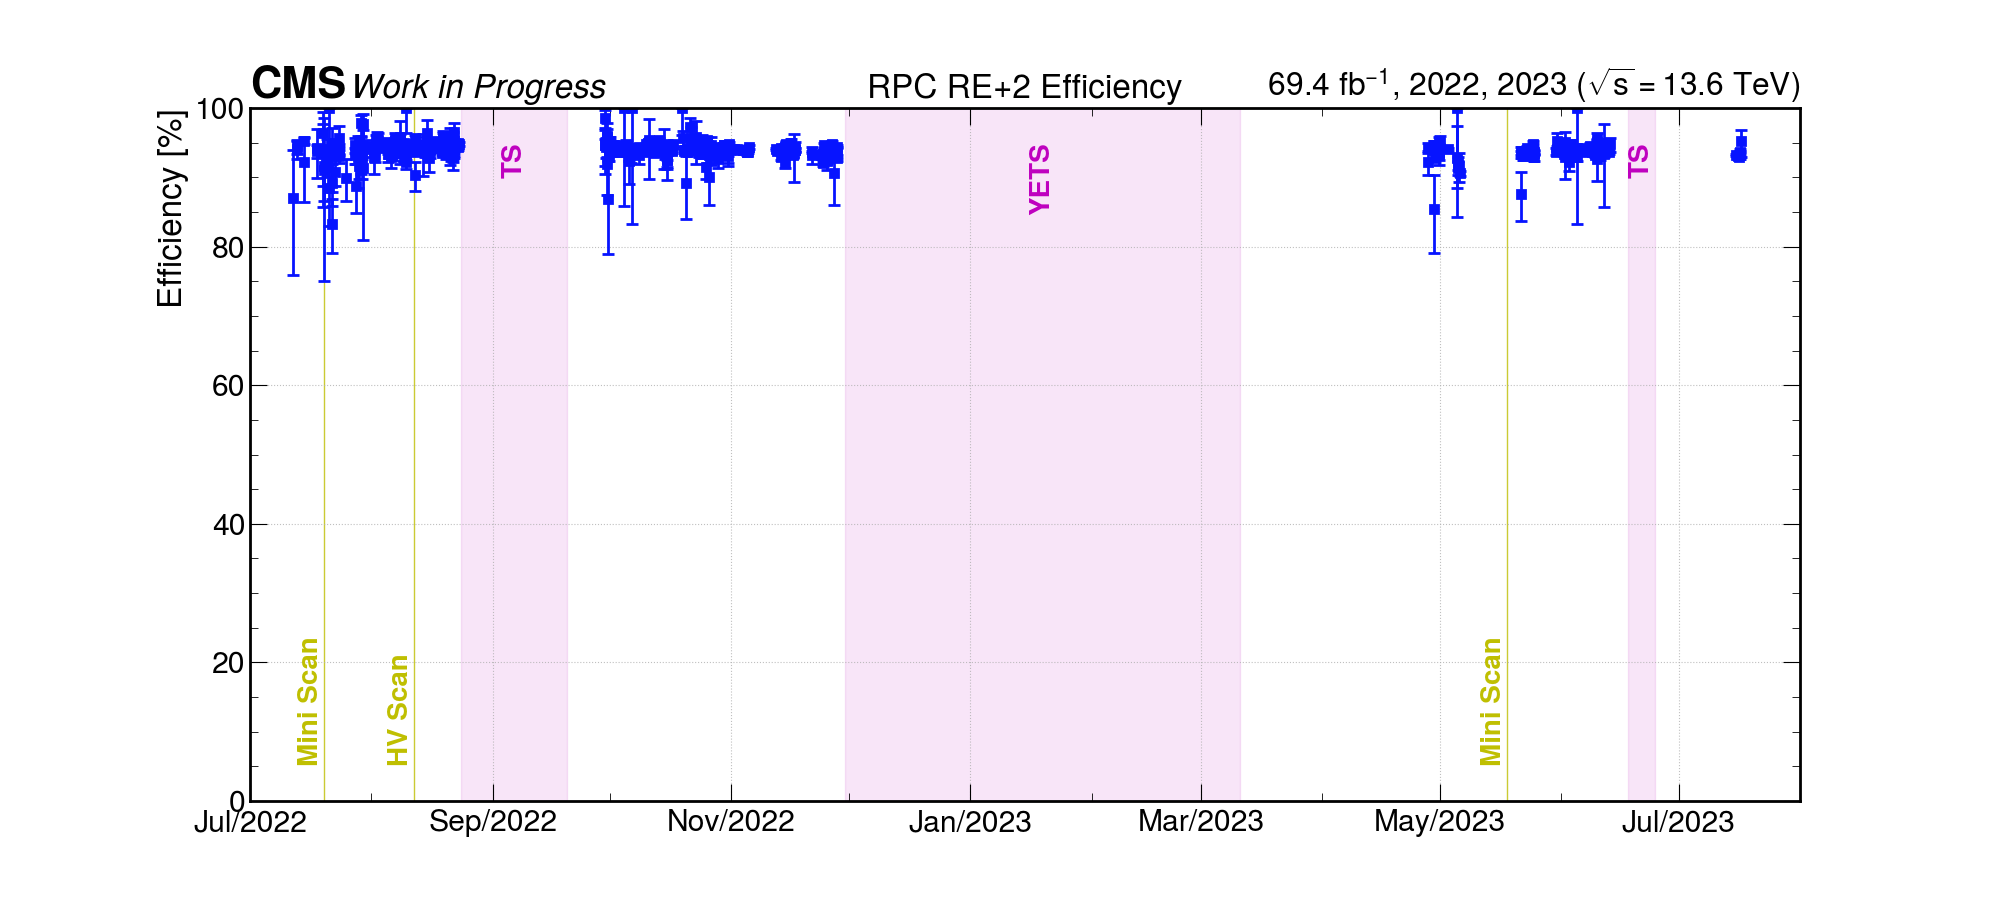 CMS Work in Progress RPC RE+2 Efficiency 69.4 fb⁻¹, 2022, 2023 (√s = 13.6 TeV)
Efficiency [%]
100
80
60
40
20
0
TS
YETS
TS
Mini Scan
HV Scan
Mini Scan
Jul/2022 Sep/2022 Nov/2022 Jan/2023 Mar/2023 May/2023 Jul/2023